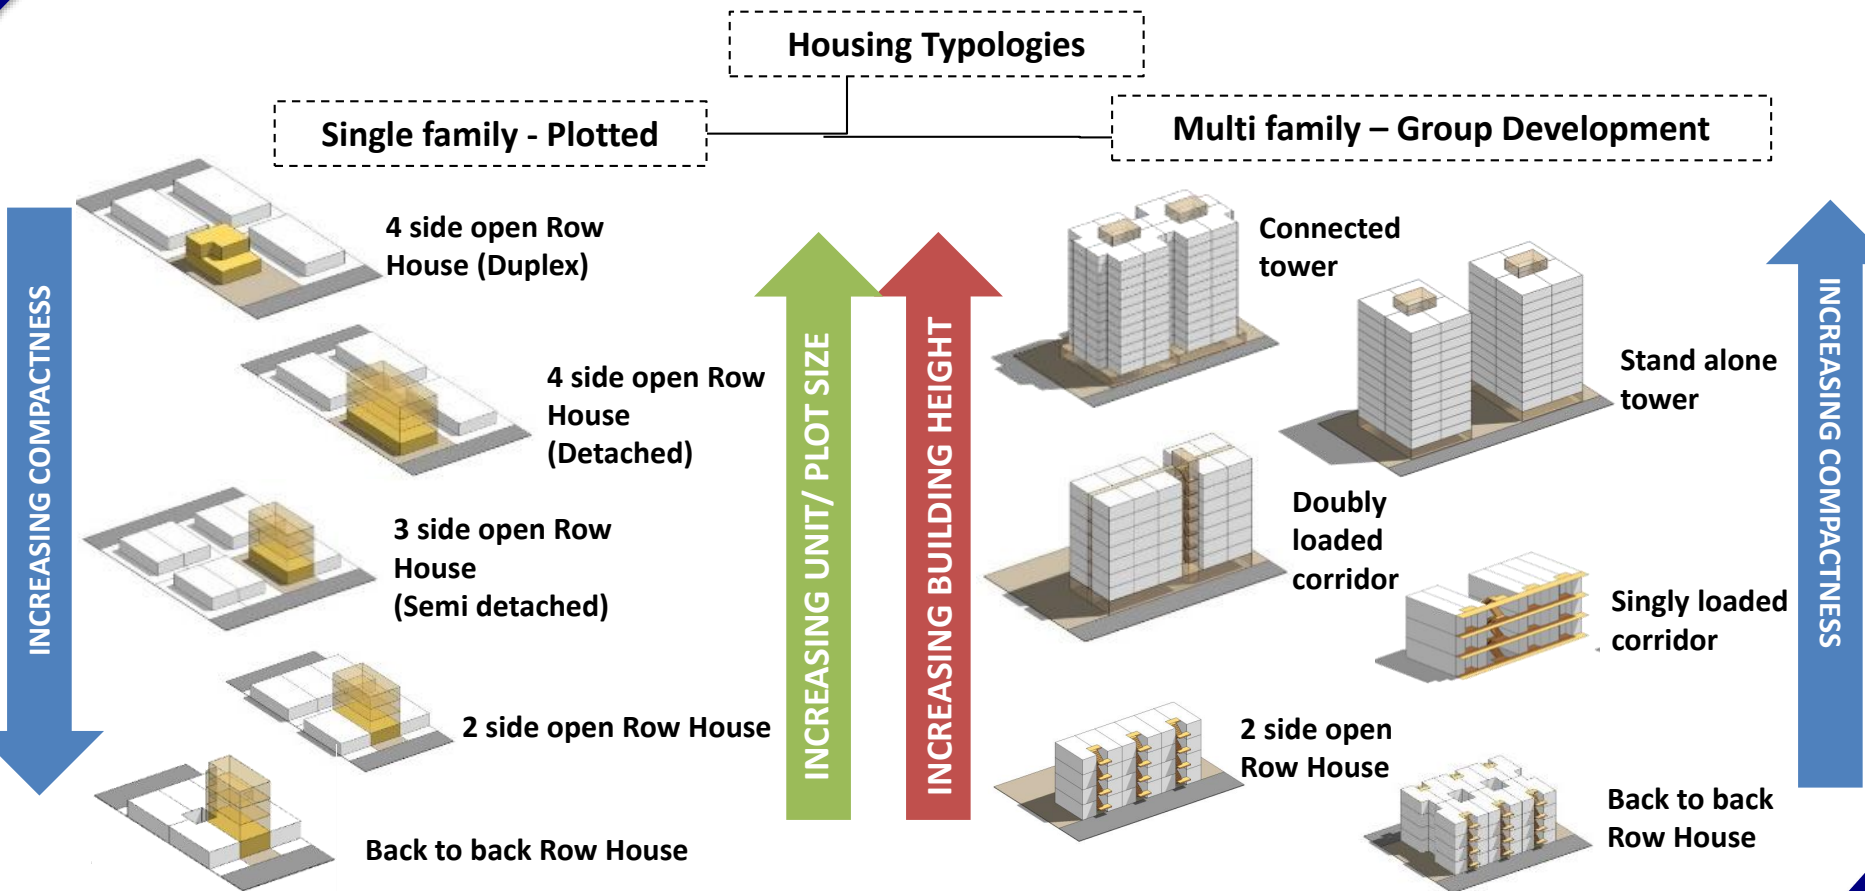 Housing Typologies
Single family - Plotted
Multi family – Group Development
INCREASING COMPACTNESS
4 side open Row
House (Duplex)
4 side open Row
House
(Detached)
3 side open Row
House
(Semi detached)
2 side open Row House
Back to back Row House
INCREASING UNIT/ PLOT SIZE
INCREASING BUILDING HEIGHT
Connected
tower
Stand alone
tower
Doubly
loaded
corridor
Singly loaded
corridor
2 side open
Row House
Back to back
Row House
INCREASING COMPACTNESS